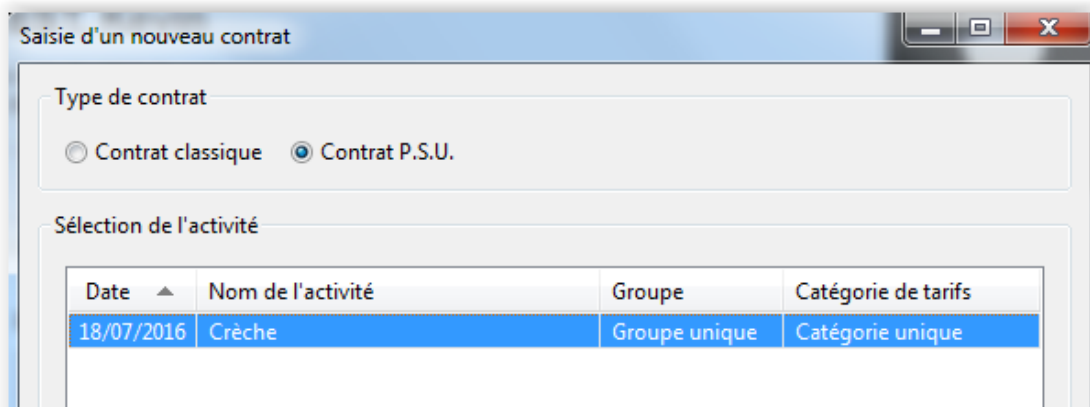 Saisie d'un nouveau contrat
Type de contrat
Contrat classique Contrat P.S.U.
Sélection de l'activité
Date Nom de l'activité Groupe Catégorie de tarifs
18/07/2016 Crèche Groupe unique Catégorie unique